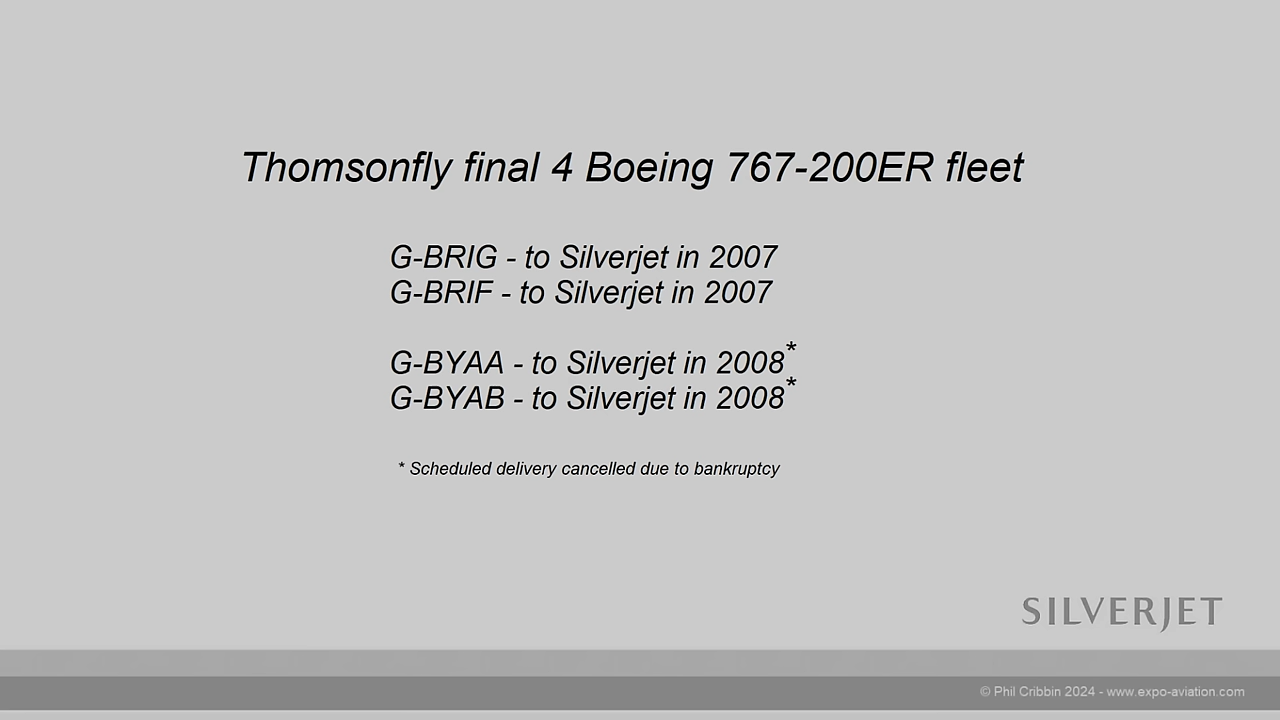 Thomsonfly final 4 Boeing 767-200ER fleet
G-BRIG - to Silverjet in 2007
G-BRIF - to Silverjet in 2007
G-BYAA - to Silverjet in 2008*
G-BYAB - to Silverjet in 2008*
* Scheduled delivery cancelled due to bankruptcy
SILVERJET
© Phil Cribbin 2024 - www.expo-aviation.com